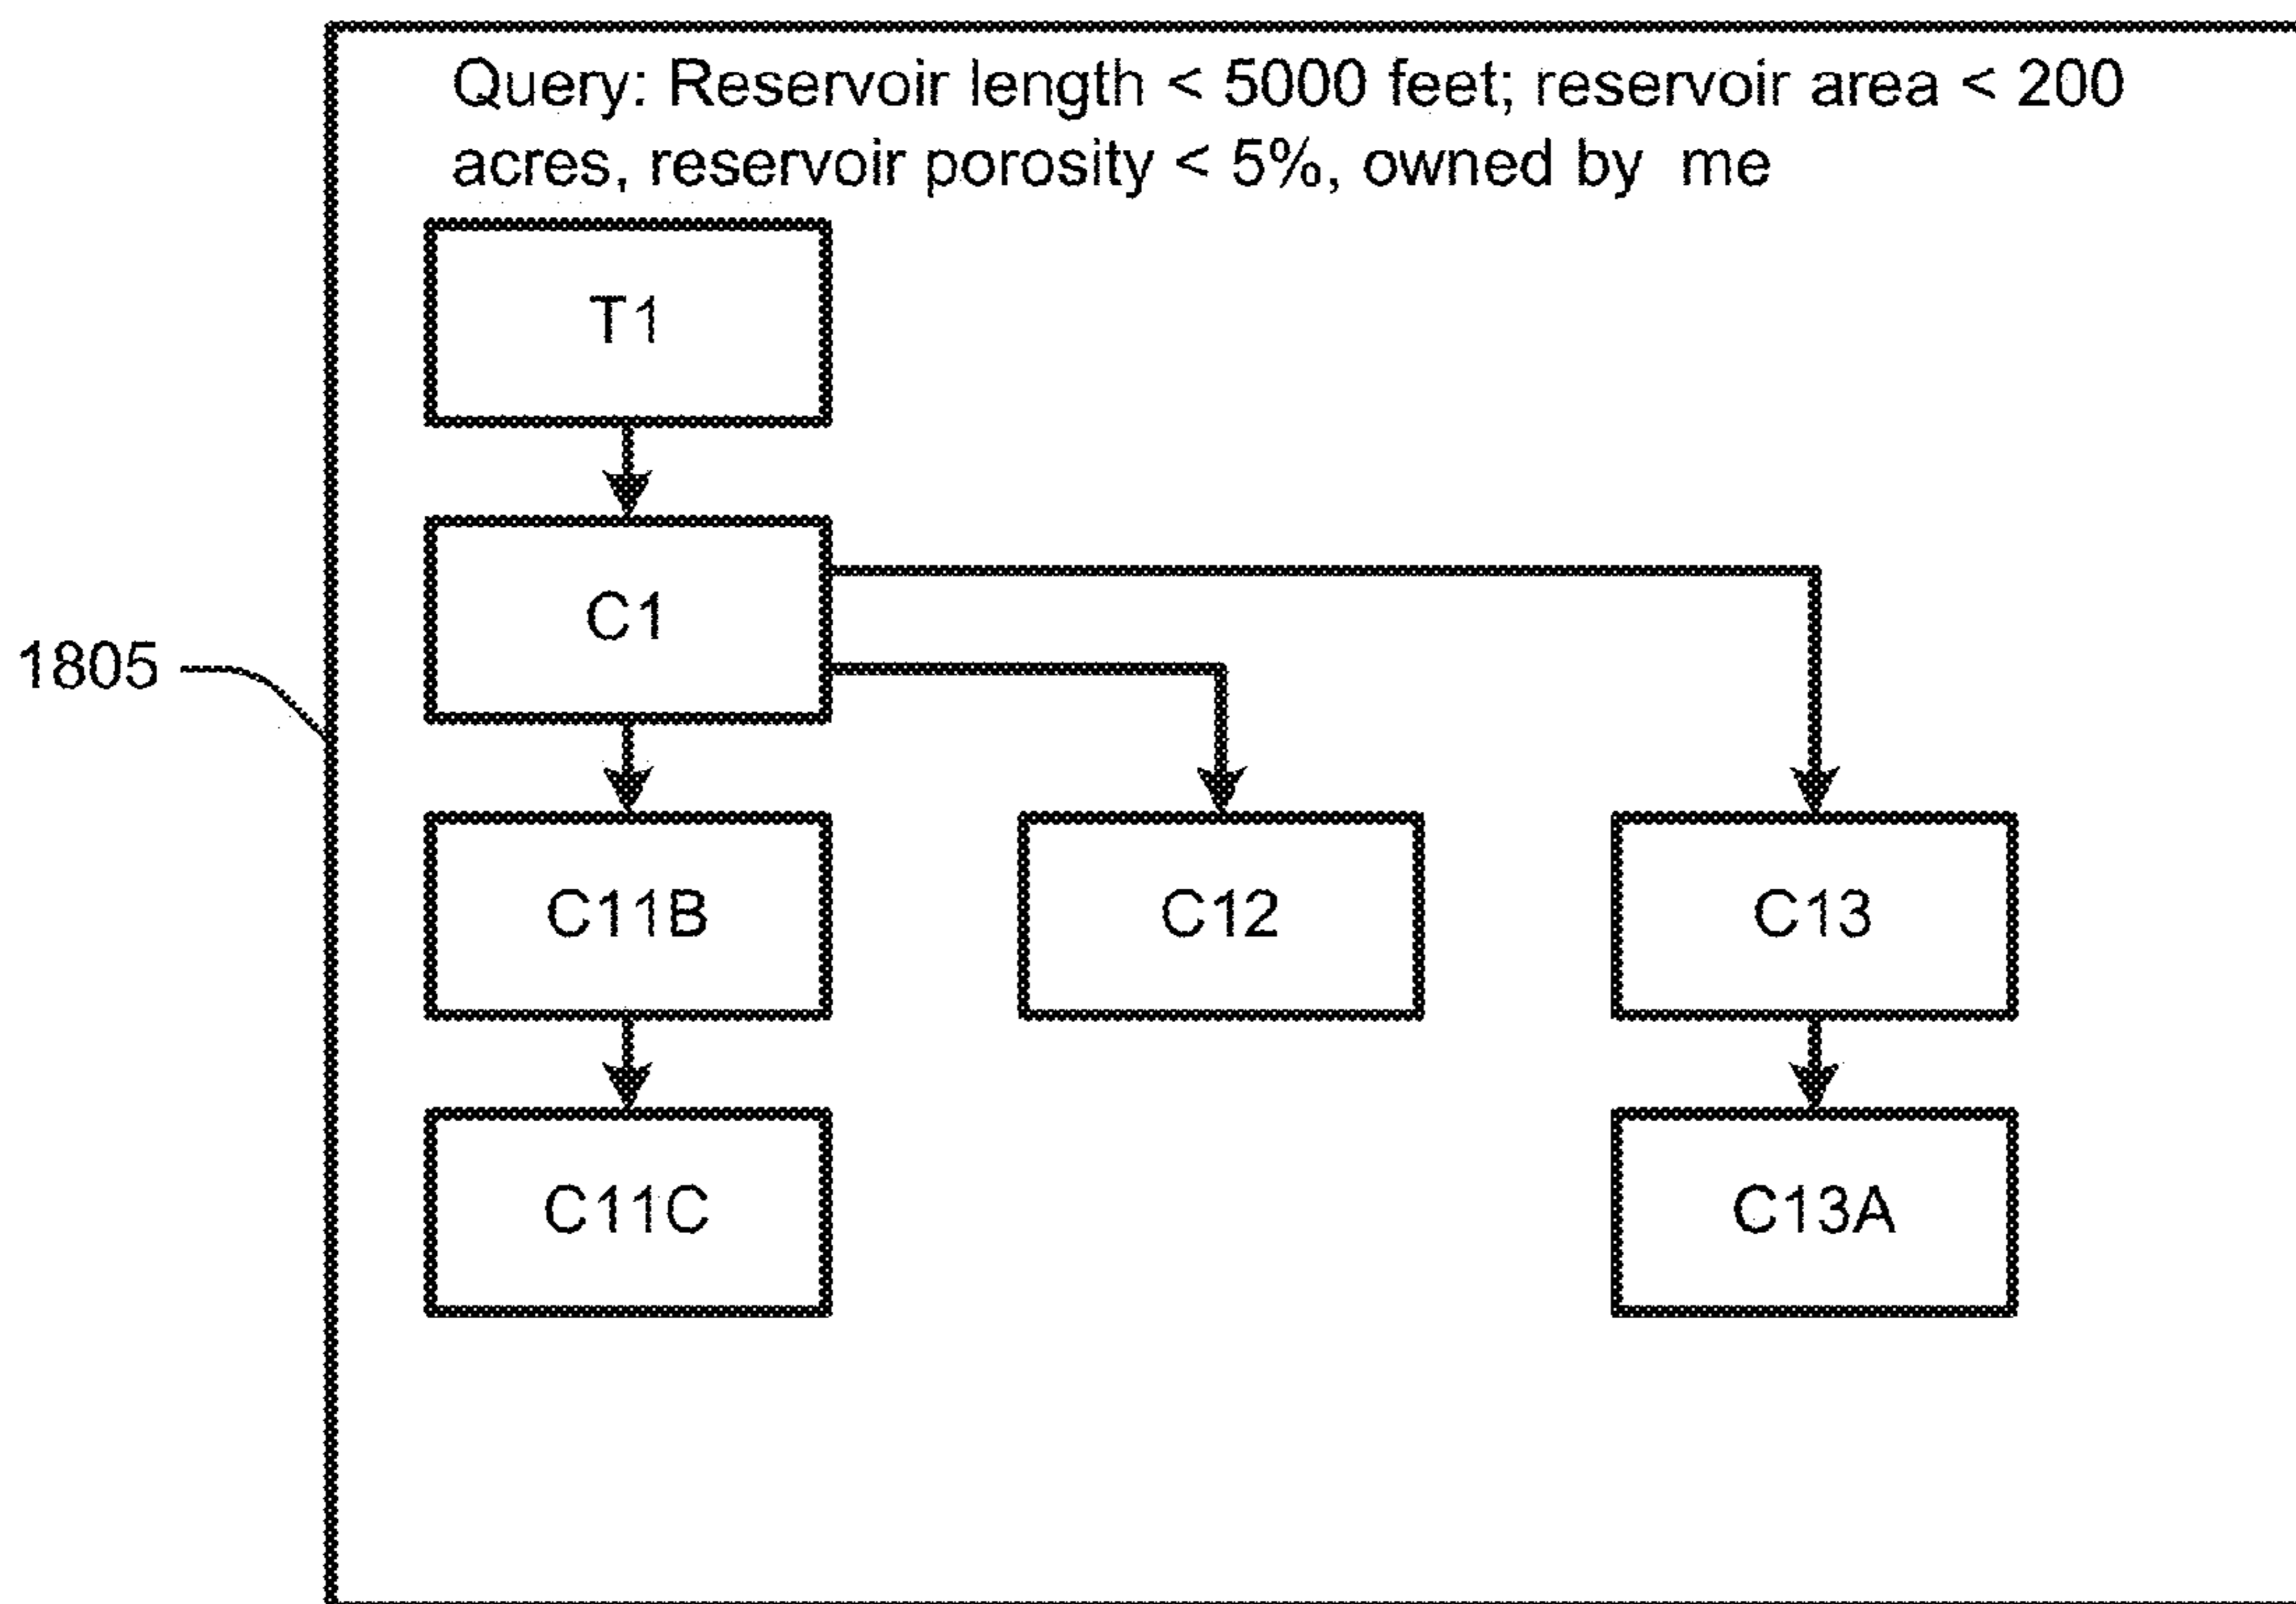 Query: Reservoir length < 5000 feet; reservoir area < 200
acres, reservoir porosity < 5%, owned by me
T1
C1
1805
C11B
C12
C13
C11C
C13A